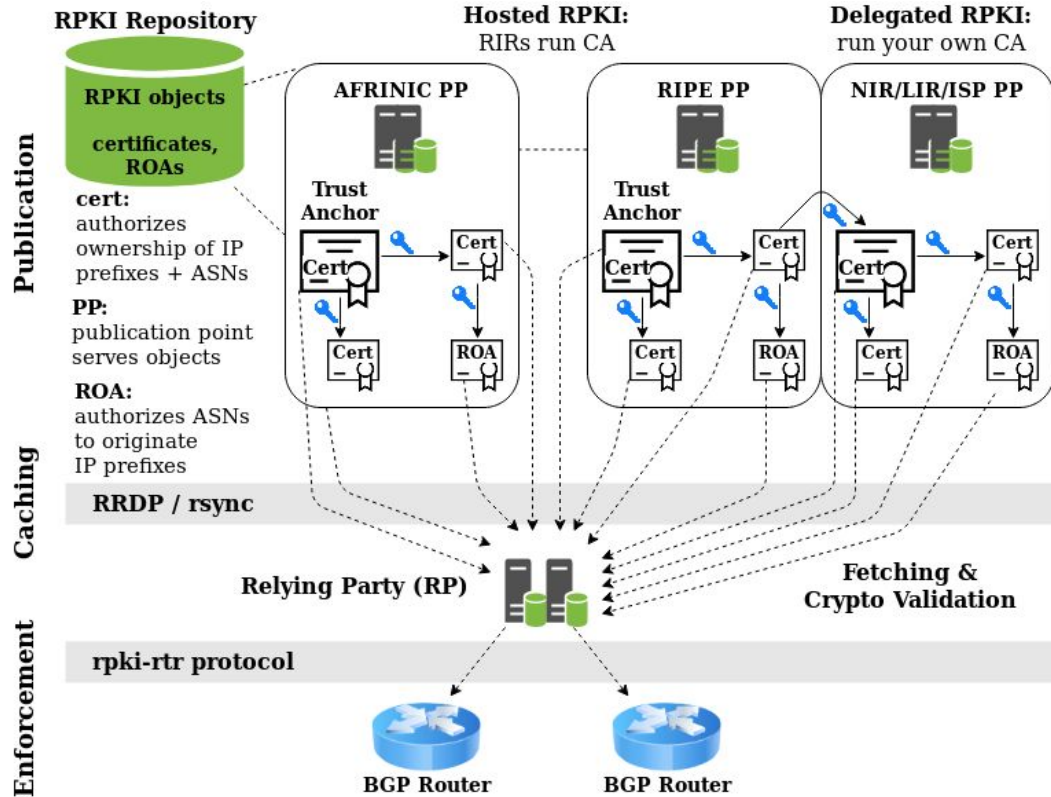 RPKI Repository
RPKI objects
certificates,
ROAs
Hosted RPKI:
RIRs run CA
Delegated RPKI:
run your own CA
Publication
cert:
authorizes
ownership of IP
prefixes + ASNs
PP:
publication point
serves objects
ROA:
authorizes ASNs
to originate
IP prefixes
AFRINIC PP
Trust
Anchor
Cert
Cert
Cert
ROA
RIPE PP
Trust
Anchor
Cert
Cert
Cert
ROA
NIR/LIR/ISP PP
Cert
Cert
Cert
ROA
Caching
RRDP / rsync
Relying Party (RP)
Fetching &
Crypto Validation
Enforcement
rpki-rtr protocol
BGP Router
BGP Router